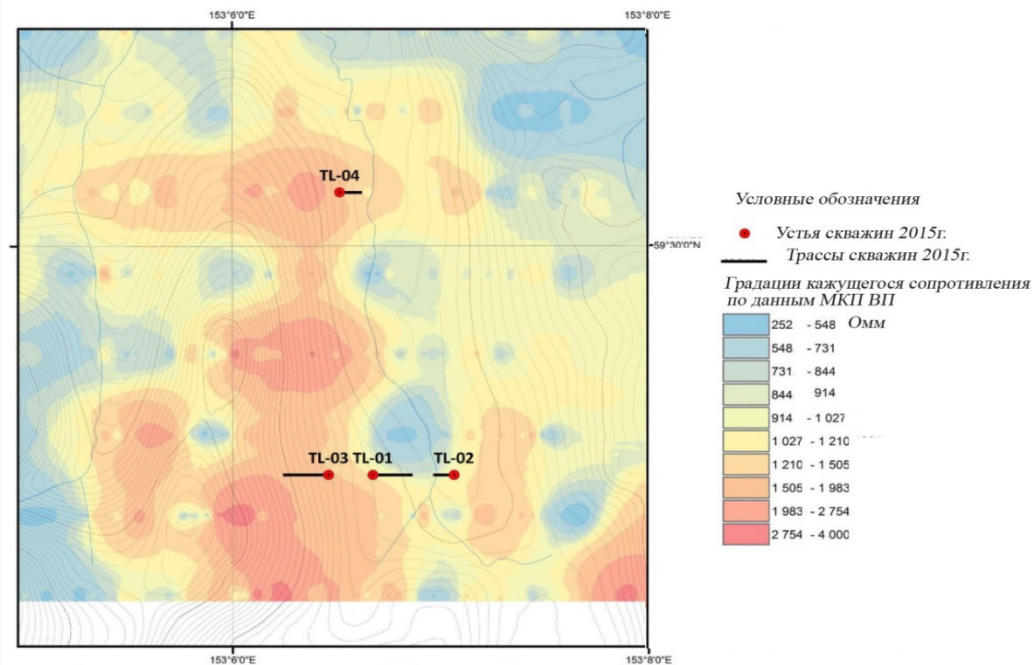 153°6'0"E
153°8'0"E
TL-04
59°30'0"N
TL-03 TL-01 TL-02
153°6'0"E
153°8'0"E
Условные обозначения
Устья скважин 2015г.
Трассы скважин 2015г.
Градации кажущегося сопротивления
по данным МКП ВП
252 - 548 Омм
548 - 731
731 - 844
844 914
914 - 1 027
1 027 - 1 210
1 210 - 1 505
1 505 - 1 983
1 983 - 2 754
2 754 - 4 000